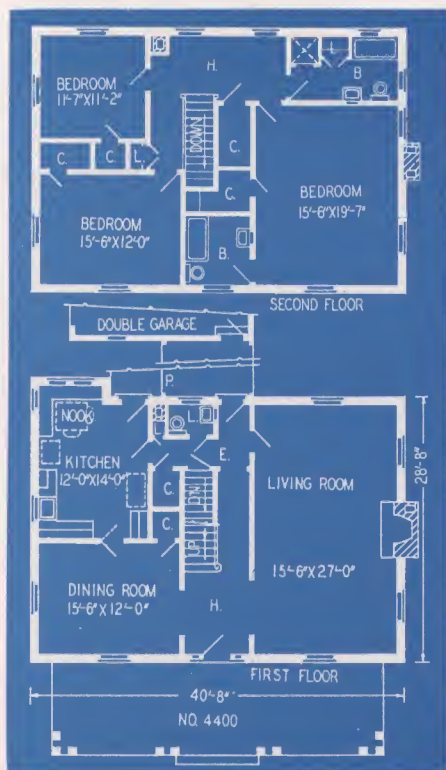 H.
L.
B.
BEDROOM
11'-7"X11'-2"
C.
C.
L.
DOWN
C.
C.
BEDROOM
15'-6"X12'-0"
BEDROOM
15'-6"X19'-7"
B.
SECOND FLOOR
DOUBLE GARAGE
P.
NOOK
L.
L.
KITCHEN
12'-0"X14'-0"
E.
C.
LIVING ROOM
28'-8"
C.
UP
DN
DINING ROOM
15'-6"X12'-0"
15'-6"X27'-0"
H.
FIRST FLOOR
40'-8"
NO. 4400